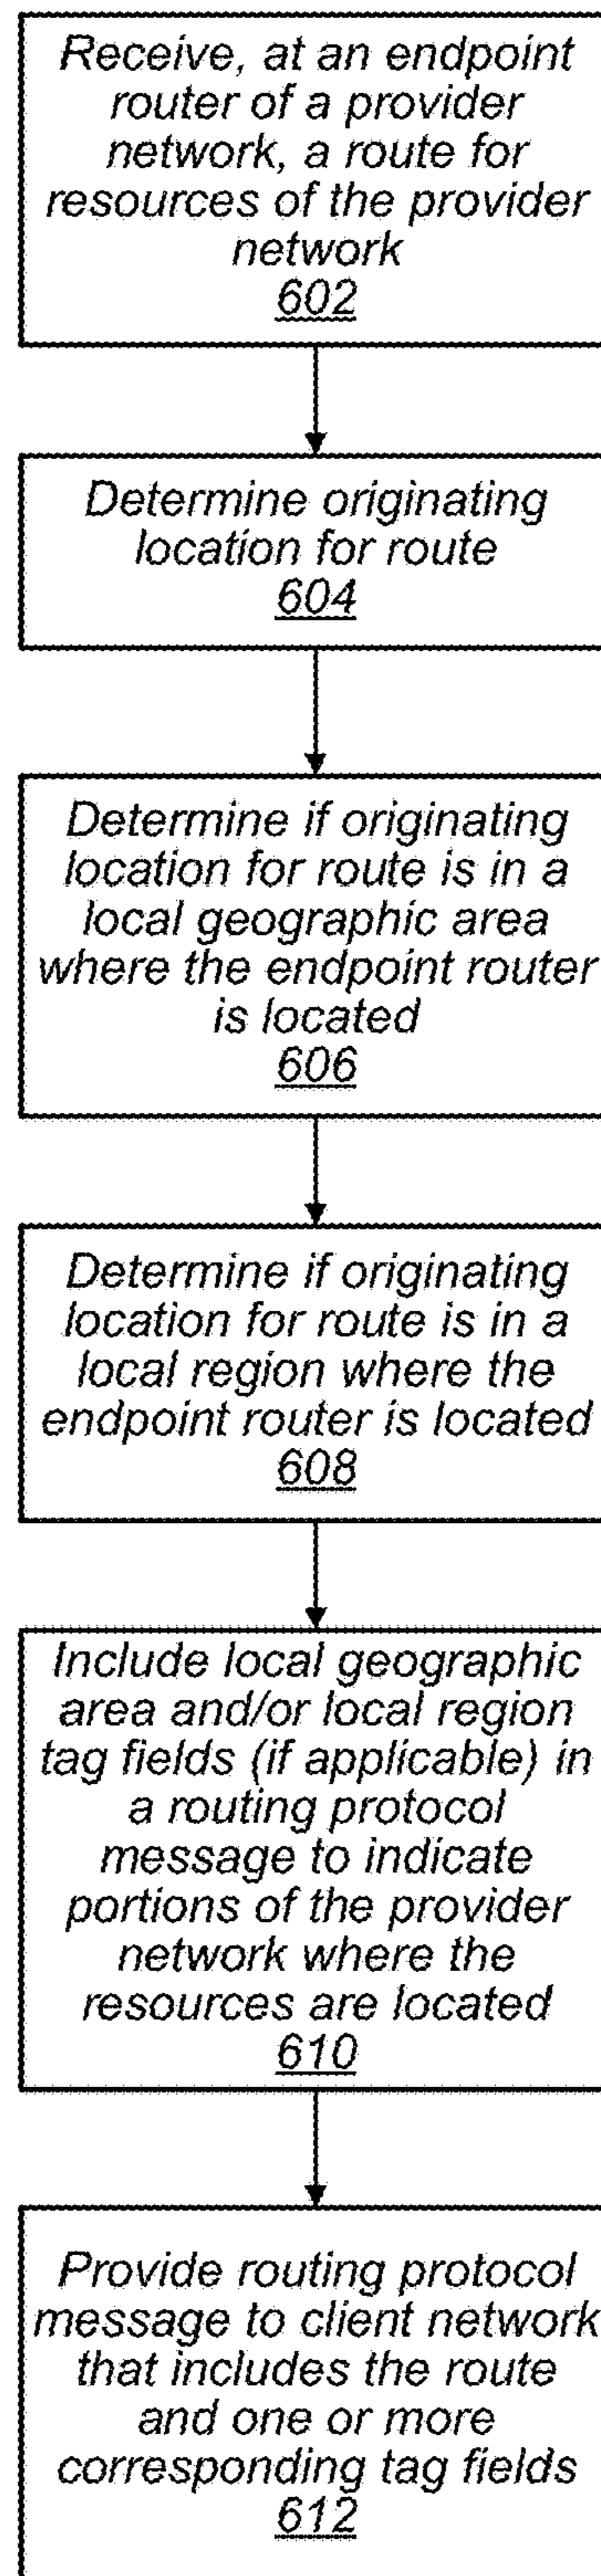 Receive, at an endpoint
router of a provider
network, a route for
resources of the provider
network
602
Determine originating
location for route
604
Determine if originating
location for route is in a
local geographic area
where the endpoint router
is located
606
Determine if originating
location for route is in a
local region where the
endpoint router is located
608
Include local geographic
area and/or local region
tag fields (if applicable) in
a routing protocol
message to indicate
portions of the provider
network where the
resources are located
610
Provide routing protocol
message to client network
that includes the route
and one or more
corresponding tag fields
612